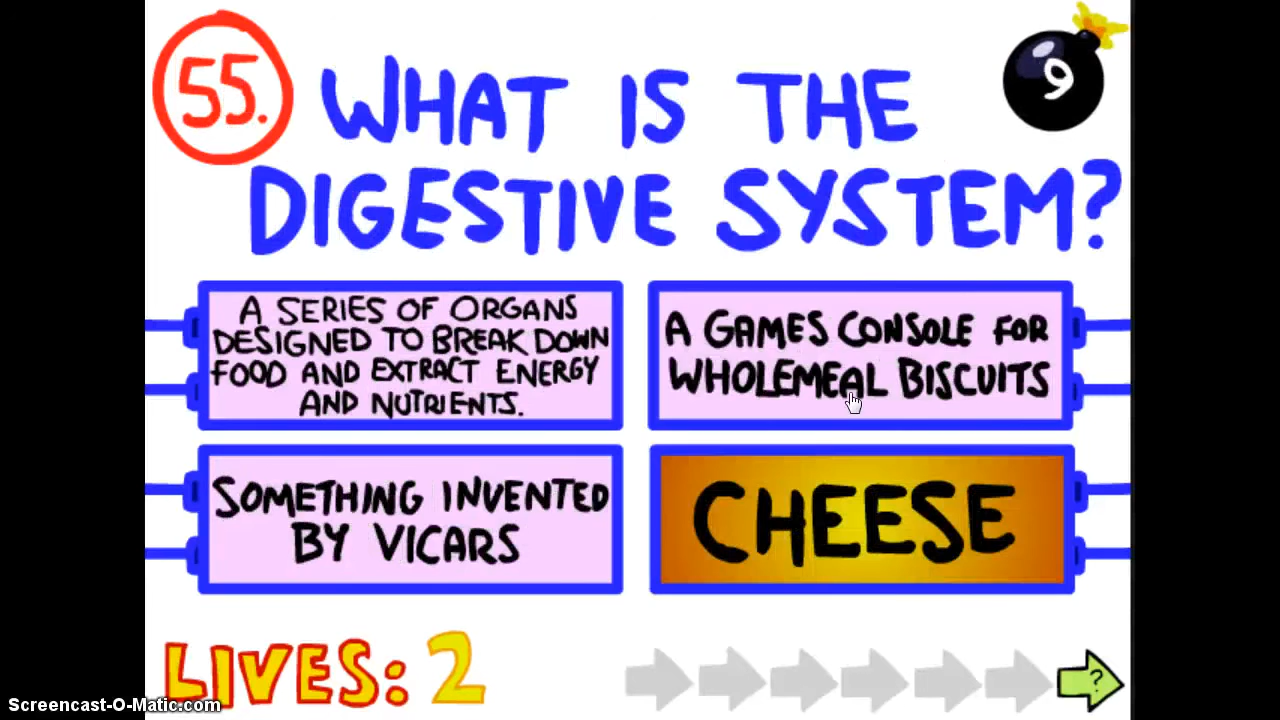 55.
9
WHAT IS THE
DIGESTIVE SYSTEM?
A SERIES OF ORGANS
DESIGNED TO BREAK DOWN
FOOD AND EXTRACT ENERGY
AND NUTRIENTS.
A GAMES CONSOLE FOR
WHOLEMEAL BISCUITS
SOMETHING INVENTED
BY VICARS
CHEESE
LIVES: 2
?
Screencast-O-Matic.com